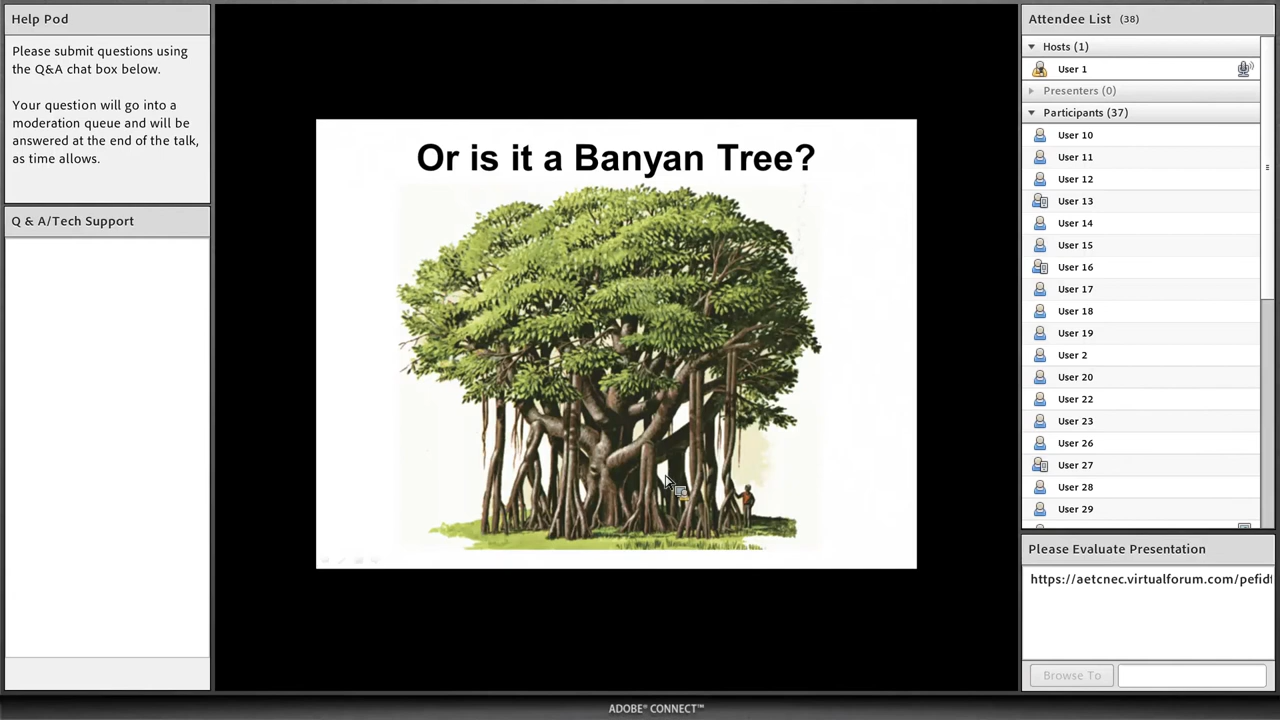 Help Pod
Please submit questions using
the Q&A chat box below.
Your question will go into a
moderation queue and will be
answered at the end of the talk,
as time allows.
Q & A/Tech Support
Or is it a Banyan Tree?
Attendee List (38)
Hosts (1)
User 1
Presenters (0)
Participants (37)
User 10
User 11
User 12
User 13
User 14
User 15
User 16
User 17
User 18
User 19
User 2
User 20
User 22
User 23
User 26
User 27
User 28
User 29
Please Evaluate Presentation
https://aetcnec.virtualforum.com/pefidf
Browse To
ADOBE® CONNECT™